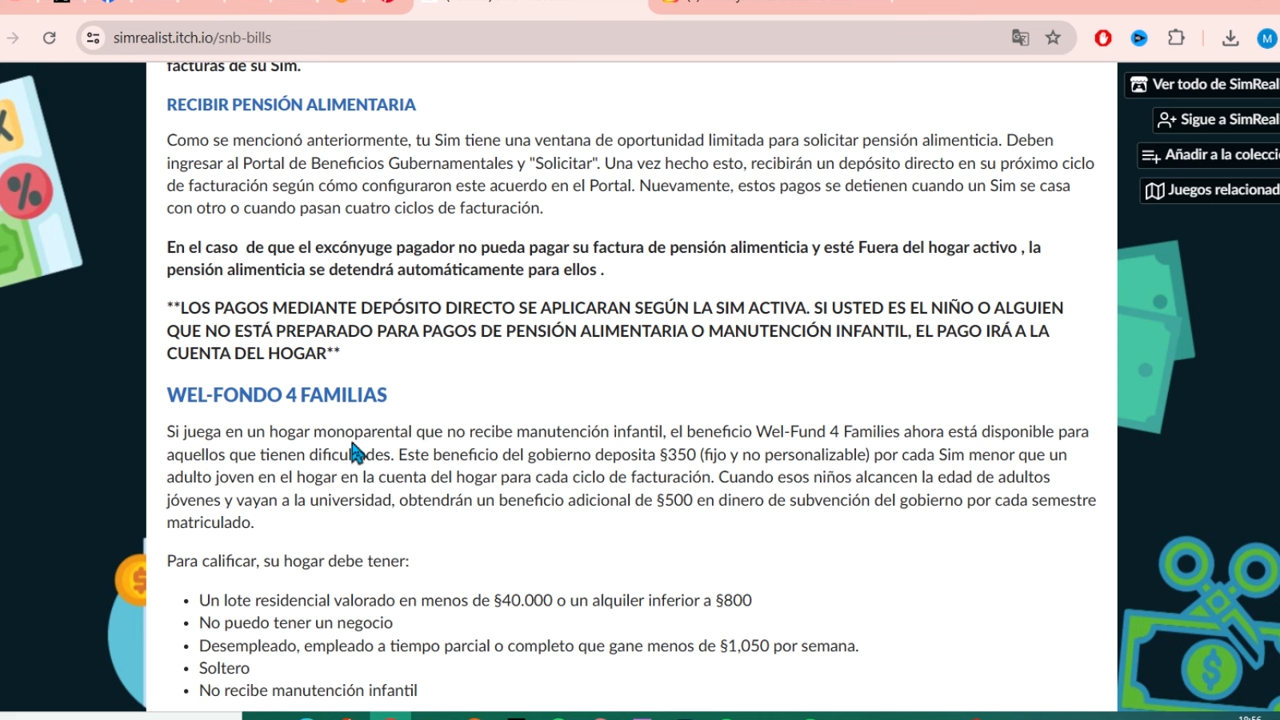 simrealist.itch.io/snb-bills
M
facturas de su Sim.
RECIBIR PENSIÓN ALIMENTARIA
Como se mencionó anteriormente, tu Sim tiene una ventana de oportunidad limitada para solicitar pensión alimenticia. Deben
ingresar al Portal de Beneficios Gubernamentales y "Solicitar". Una vez hecho esto, recibirán un depósito directo en su próximo ciclo
de facturación según cómo configuraron este acuerdo en el Portal. Nuevamente, estos pagos se detienen cuando un Sim se casa
con otro o cuando pasan cuatro ciclos de facturación.
En el caso de que el excónyuge pagador no pueda pagar su factura de pensión alimenticia y esté Fuera del hogar activo , la
pensión alimenticia se detendrá automáticamente para ellos .
**LOS PAGOS MEDIANTE DEPÓSITO DIRECTO SE APLICARAN SEGÚN LA SIM ACTIVA. SI USTED ES EL NIÑO O ALGUIEN
QUE NO ESTÁ PREPARADO PARA PAGOS DE PENSIÓN ALIMENTARIA O MANUTENCIÓN INFANTIL, EL PAGO IRÁ A LA
CUENTA DEL HOGAR**
WEL-FONDO 4 FAMILIAS
Si juega en un hogar monoparental que no recibe manutención infantil, el beneficio Wel-Fund 4 Families ahora está disponible para
aquellos que tienen dificultades. Este beneficio del gobierno deposita §350 (fijo y no personalizable) por cada Sim menor que un
adulto joven en el hogar en la cuenta del hogar para cada ciclo de facturación. Cuando esos niños alcancen la edad de adultos
jóvenes y vayan a la universidad, obtendrán un beneficio adicional de §500 en dinero de subvención del gobierno por cada semestre
matriculado.
Para calificar, su hogar debe tener:
• Un lote residencial valorado en menos de §40.000 o un alquiler inferior a §800
• No puedo tener un negocio
• Desempleado, empleado a tiempo parcial o completo que gane menos de §1,050 por semana.
• Soltero
• No recibe manutención infantil
Ver todo de SimReal
Sigue a SimReal
Añadir a la colecci
Juegos relacionad